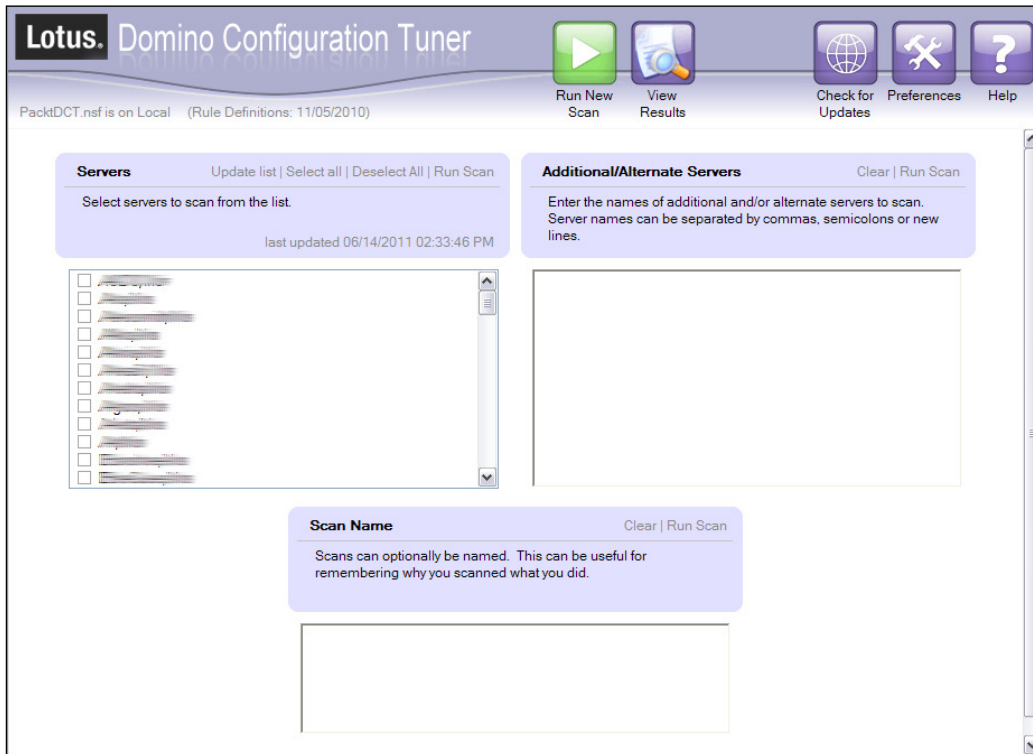 Lotus. Domino Configuration Tuner
Run New
Scan
View
Results
Check for
Updates
Preferences
?
Help
PacktDCT.nsf is on Local (Rule Definitions: 11/05/2010)
Servers Update list | Select all | Deselect All | Run Scan
Select servers to scan from the list.
last updated 06/14/2011 02:33:46 PM
Additional/Alternate Servers Clear | Run Scan
Enter the names of additional and/or alternate servers to scan.
Server names can be separated by commas, semicolons or new
lines.
Scan Name Clear | Run Scan
Scans can optionally be named. This can be useful for
remembering why you scanned what you did.